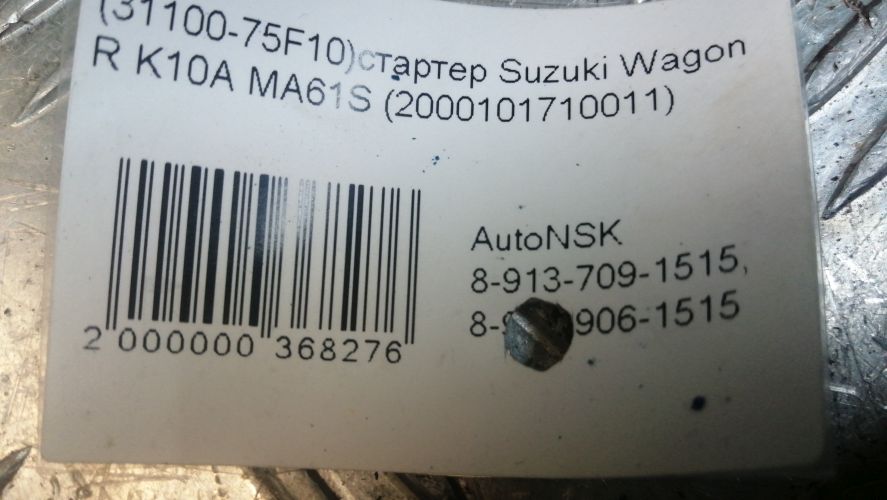 (31100-75F10)стартер Suzuki Wagon
R K10A MA61S (2000101710011)
AutoNSK
8-913-709-1515,
906-1515
2 000000 368276